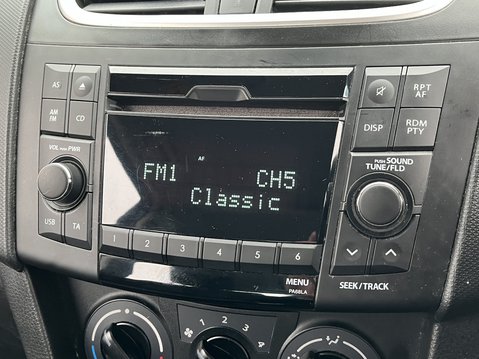 AS
RPT
AF
AM
FM
CD
DISP
RDM
PTY
VOL PUSH PWR
PUSH SOUND
TUNE/FLD
AF
FM1 CH5
Classic
USB TA
1 2 3 4 5 6
MENU
PA68LA
SEEK/TRACK
1 2 3 4